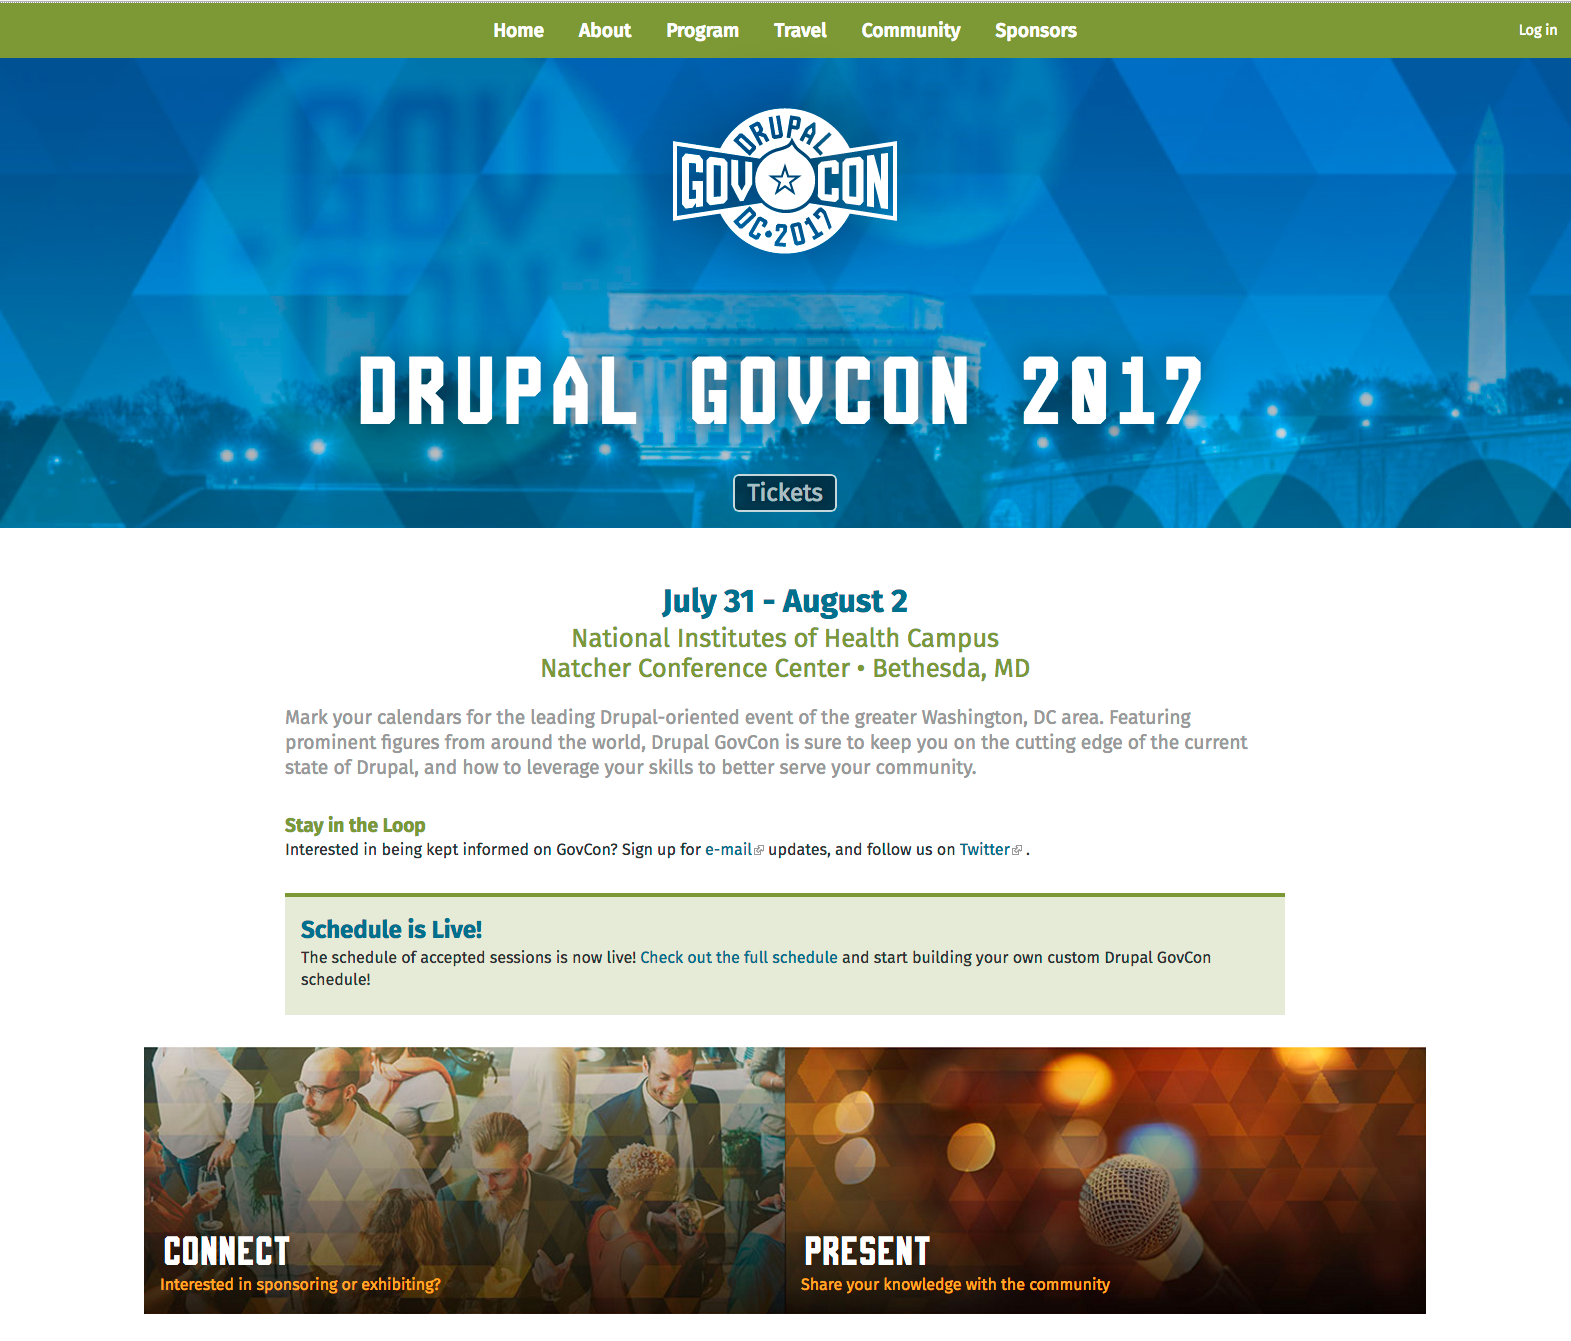 Home About Program Travel Community Sponsors Log in
GOV
CON
DRUPAL
GOV CON
DC • 2017
DRUPAL GOVCON 2017
Tickets
July 31 - August 2
National Institutes of Health Campus
Natcher Conference Center • Bethesda, MD
Mark your calendars for the leading Drupal-oriented event of the greater Washington, DC area. Featuring
prominent figures from around the world, Drupal GovCon is sure to keep you on the cutting edge of the current
state of Drupal, and how to leverage your skills to better serve your community.
Stay in the Loop
Interested in being kept informed on GovCon? Sign up for e-mail updates, and follow us on Twitter .
Schedule is Live!
The schedule of accepted sessions is now live! Check out the full schedule and start building your own custom Drupal GovCon
schedule!
CONNECT
Interested in sponsoring or exhibiting?
PRESENT
Share your knowledge with the community